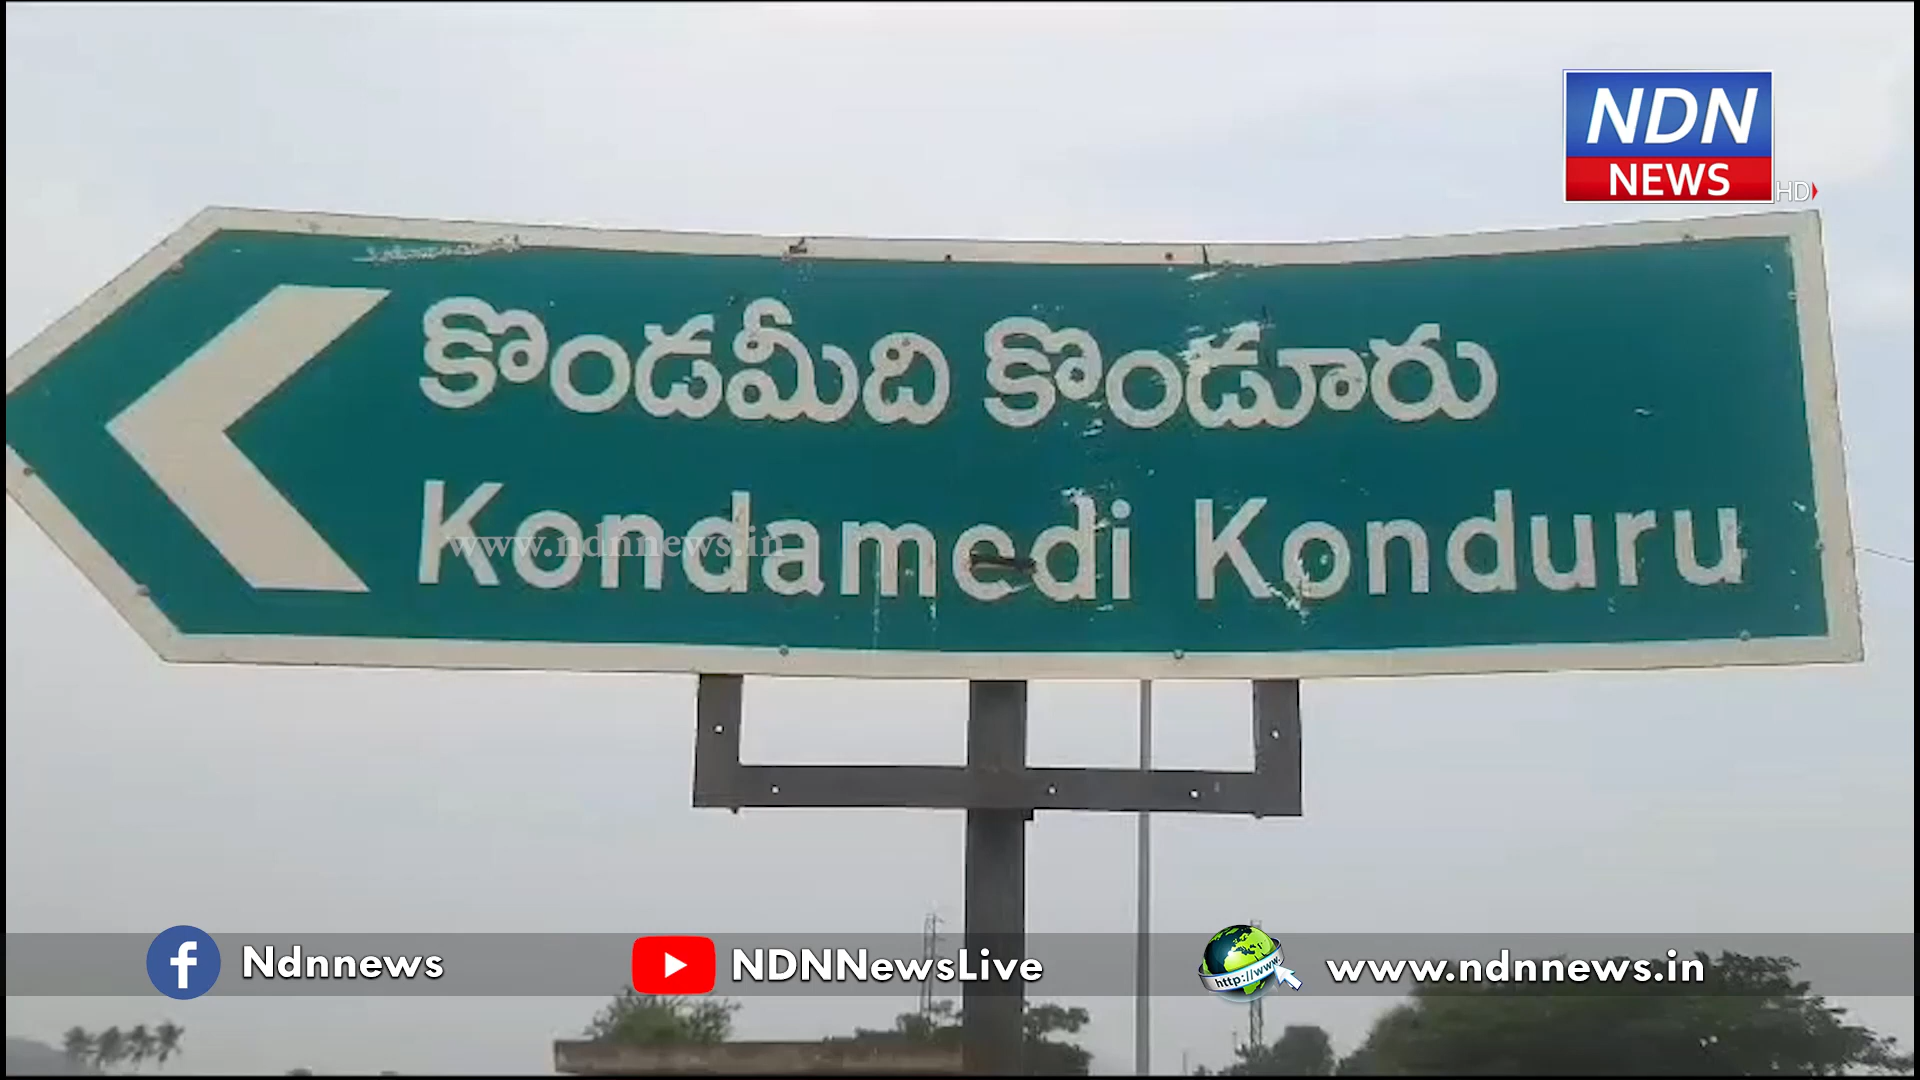 NDN
NEWS
HD
కొండమీది కొండూరు
Kondamedi Konduru
www.ndnnews.in
Ndnnews
NDNNewsLive
http://www.
www.ndnnews.in